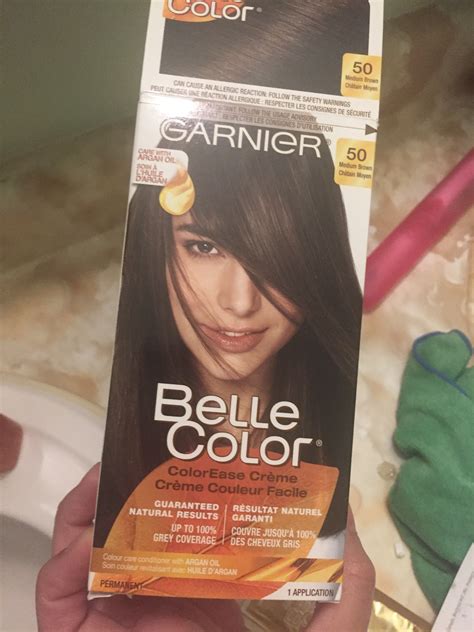 COLOR®
50
Medium Brown
Châtain Moyen
CAN CAUSE AN ALLERGIC REACTION: FOLLOW THE SAFETY WARNINGS
PEUT CAUSER UNE RÉACTION ALLERGIQUE : RESPECTER LES CONSIGNES DE SÉCURITÉ
RESPECTER LES CONSIGNES D'UTILISATION
GARNIER®
50
Medium Brown
Châtain Moyen
CARE WITH
ARGAN OIL
SOIN À
L'HUILE
D'ARGAN
Belle
Color®
ColorEase Crème
Crème Couleur Facile
GUARANTEED
NATURAL RESULTS
UP TO 100%
GREY COVERAGE
RÉSULTAT NATUREL
GARANTI
COUVRE JUSQU'À 100%
DES CHEVEUX GRIS
Colour care conditioner with ARGAN OIL
Soin couleur revitalisant avec HUILE D'ARGAN
PERMANENT
1 APPLICATION